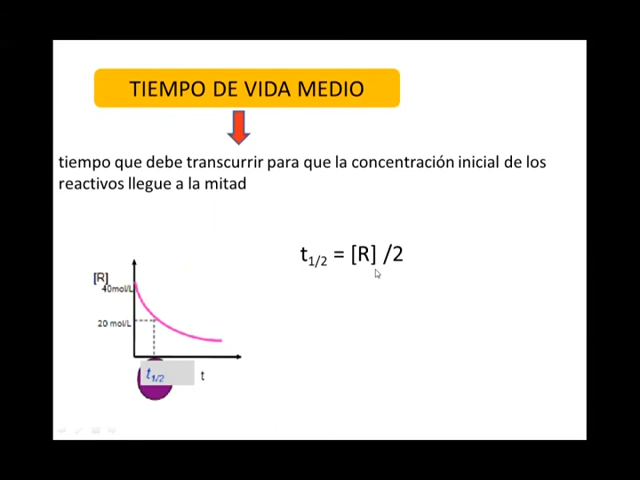 TIEMPO DE VIDA MEDIO
tiempo que debe transcurrir para que la concentración inicial de los
reactivos llegue a la mitad
t1/2 = [R] /2
[R]
40mol/L
20 mol/L
t1/2
t